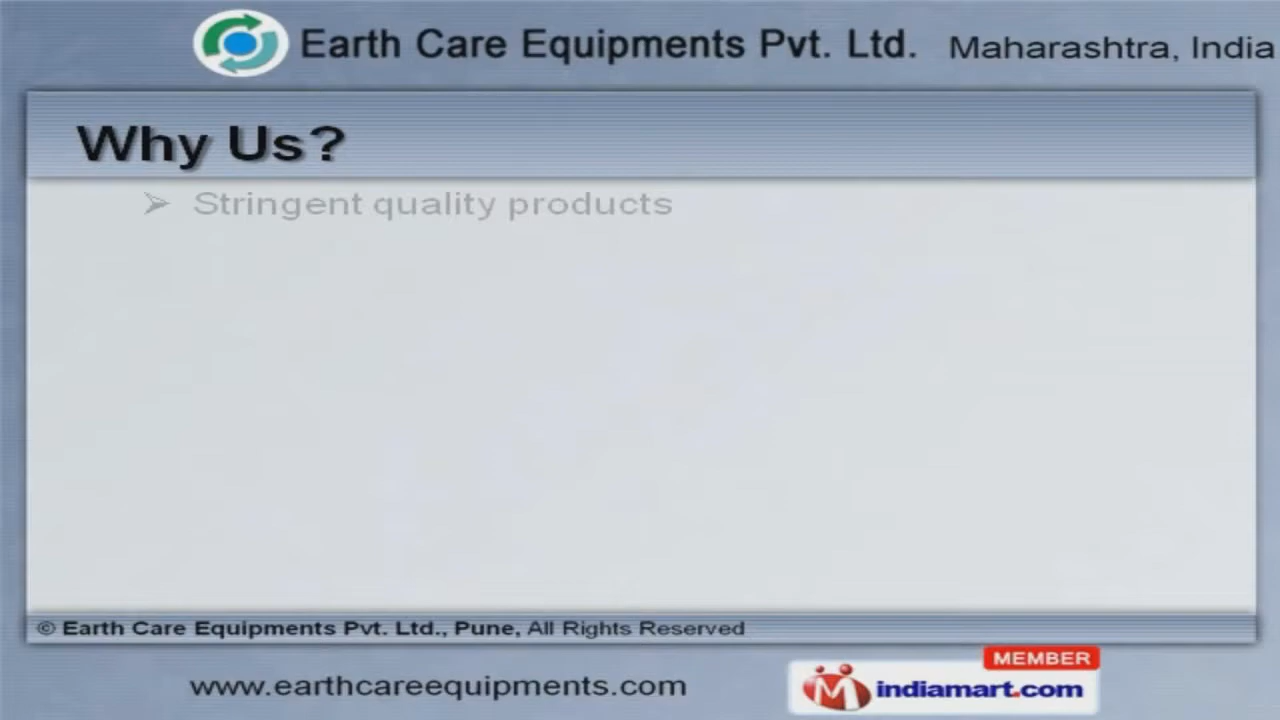 Earth Care Equipments Pvt. Ltd. Maharashtra, India
Why Us?
➢ Stringent quality products
© Earth Care Equipments Pvt. Ltd., Pune, All Rights Reserved
MEMBER
www.earthcareequipments.com
indiamart.com